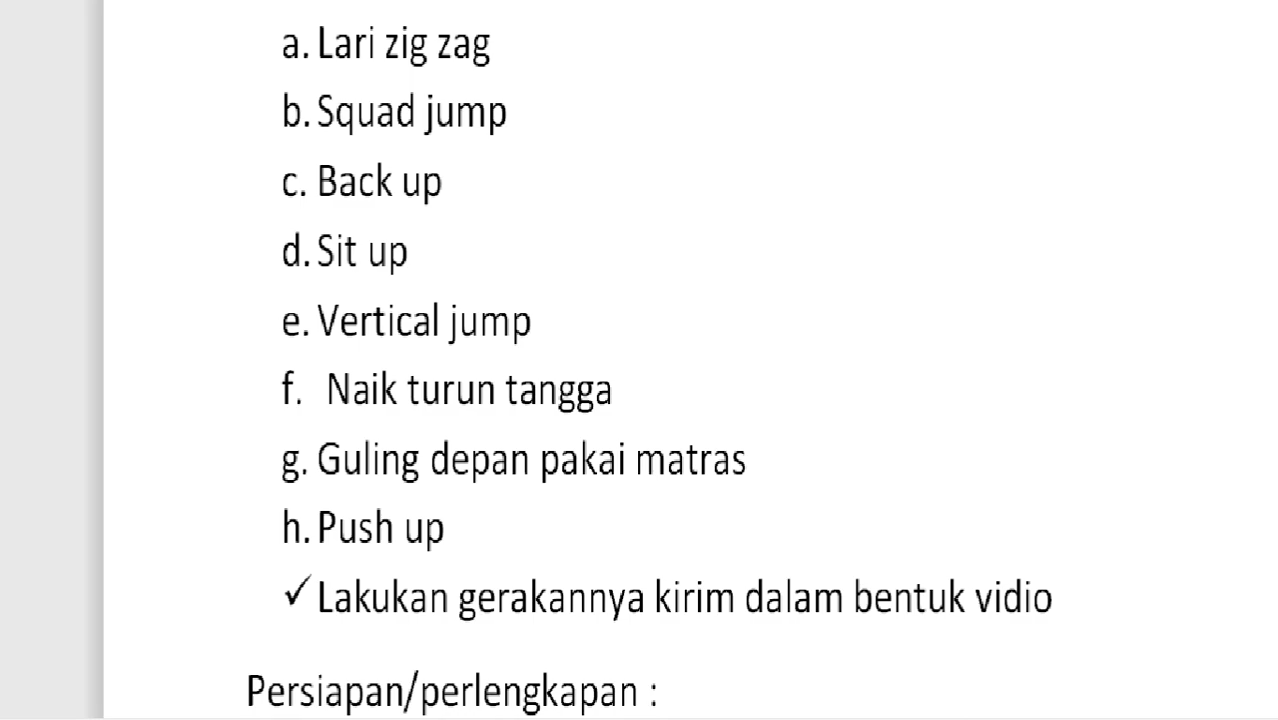 a. Lari zig zag
b. Squad jump
c. Back up
d. Sit up
e. Vertical jump
f. Naik turun tangga
g. Guling depan pakai matras
h. Push up
✓ Lakukan gerakannya kirim dalam bentuk vidio
Persiapan/perlengkapan :